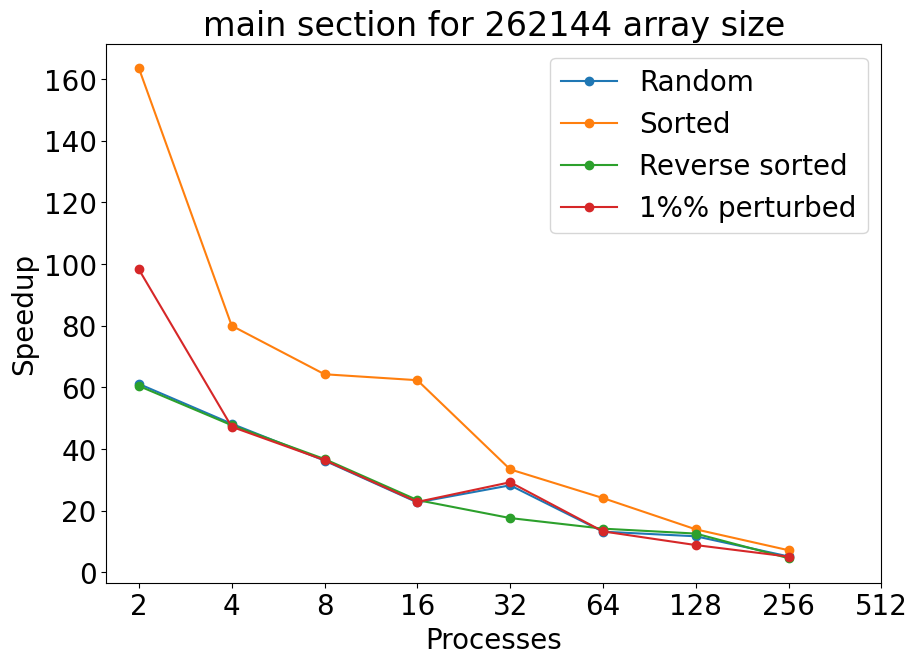 main section for 262144 array size
Speedup
160
140
120
100
80
60
40
20
0
Random
Sorted
Reverse sorted
1%% perturbed
2 4 8 16 32 64 128 256 512
Processes